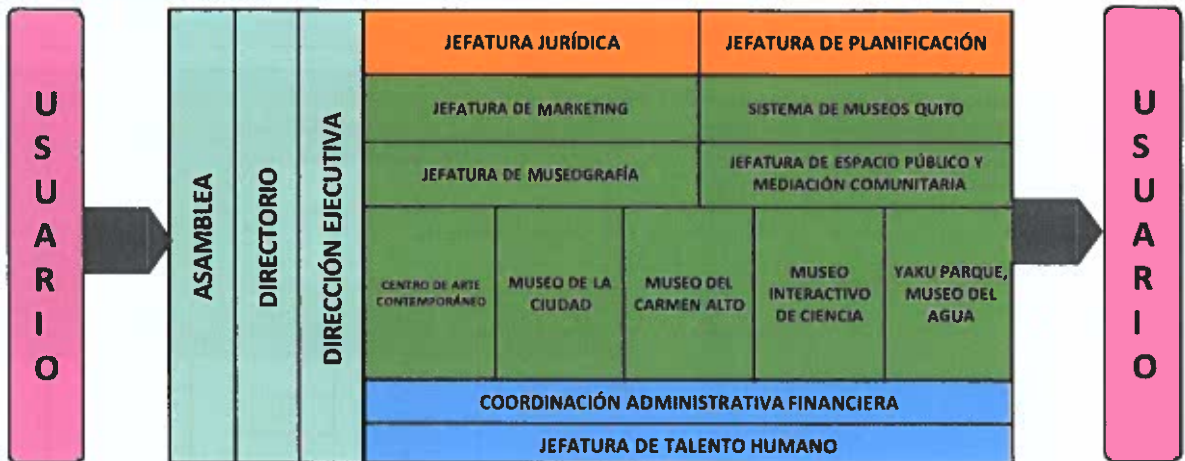 USUARIO
ASAMBLEA
DIRECTORIO
DIRECCIÓN EJECUTIVA
JEFATURA JURÍDICA
JEFATURA DE PLANIFICACIÓN
JEFATURA DE MARKETING
SISTEMA DE MUSEOS QUITO
JEFATURA DE MUSEOGRAFÍA
JEFATURA DE ESPACIO PÚBLICO Y
MEDIACIÓN COMUNITARIA
CENTRO DE ARTE
CONTEMPORÁNEO
MUSEO DE LA
CIUDAD
MUSEO DEL
CARMEN ALTO
MUSEO
INTERACTIVO
DE CIENCIA
YAKU PARQUE,
MUSEO DEL
AGUA
COORDINACIÓN ADMINISTRATIVA FINANCIERA
JEFATURA DE TALENTO HUMANO
USUARIO